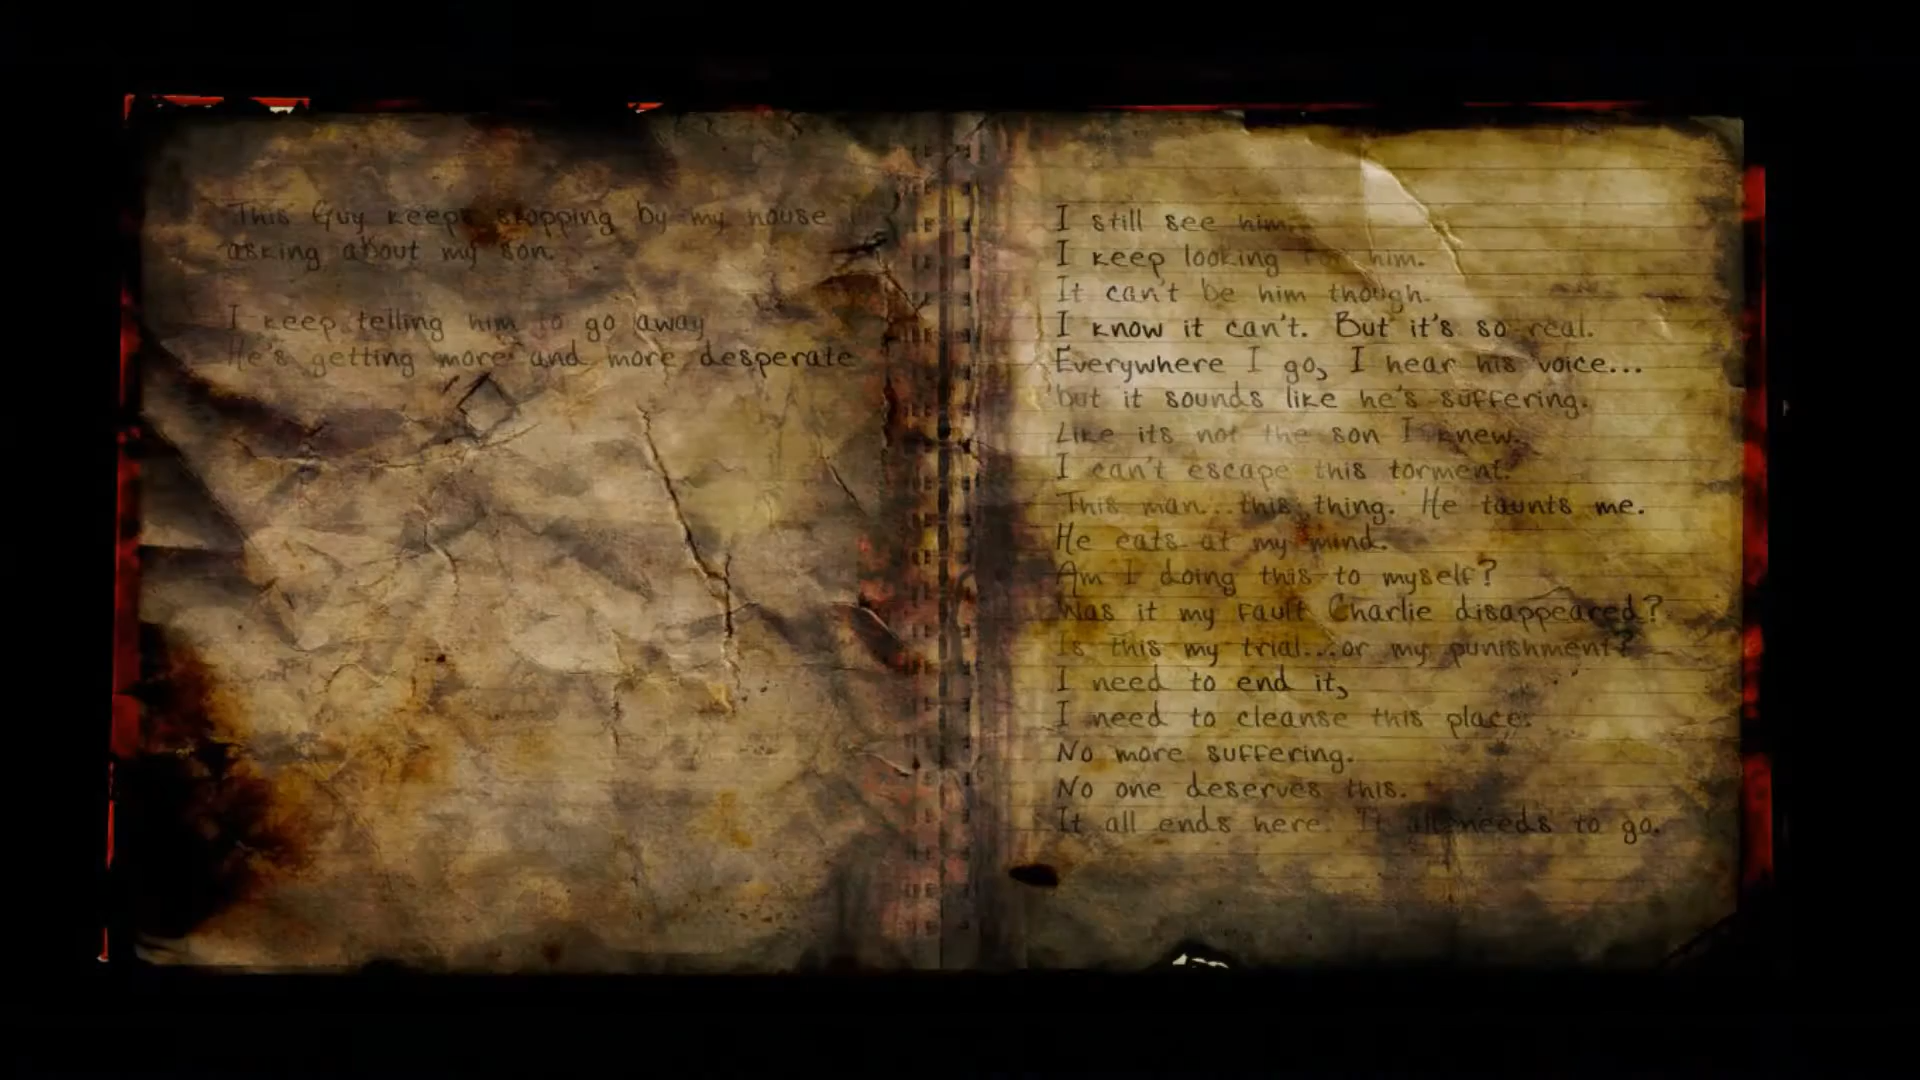 This Guy keeps stopping by my house
asking about my son.
I keep telling him to go away
He's getting more and more desperate
I still see him,
I keep looking for him.
It can't be him though.
I know it can't. But it's so real.
Everywhere I go, I hear his voice...
but it sounds like he's suffering.
Like its not the son I knew.
I can't escape this torment.
This man...this thing. He taunts me.
He eats at my mind.
Am I doing this to myself?
Was it my fault Charlie disappeared?
Is this my trial...or my punishment?
I need to end it,
I need to cleanse this place.
No more suffering.
No one deserves this.
It all ends here. It all needs to go.